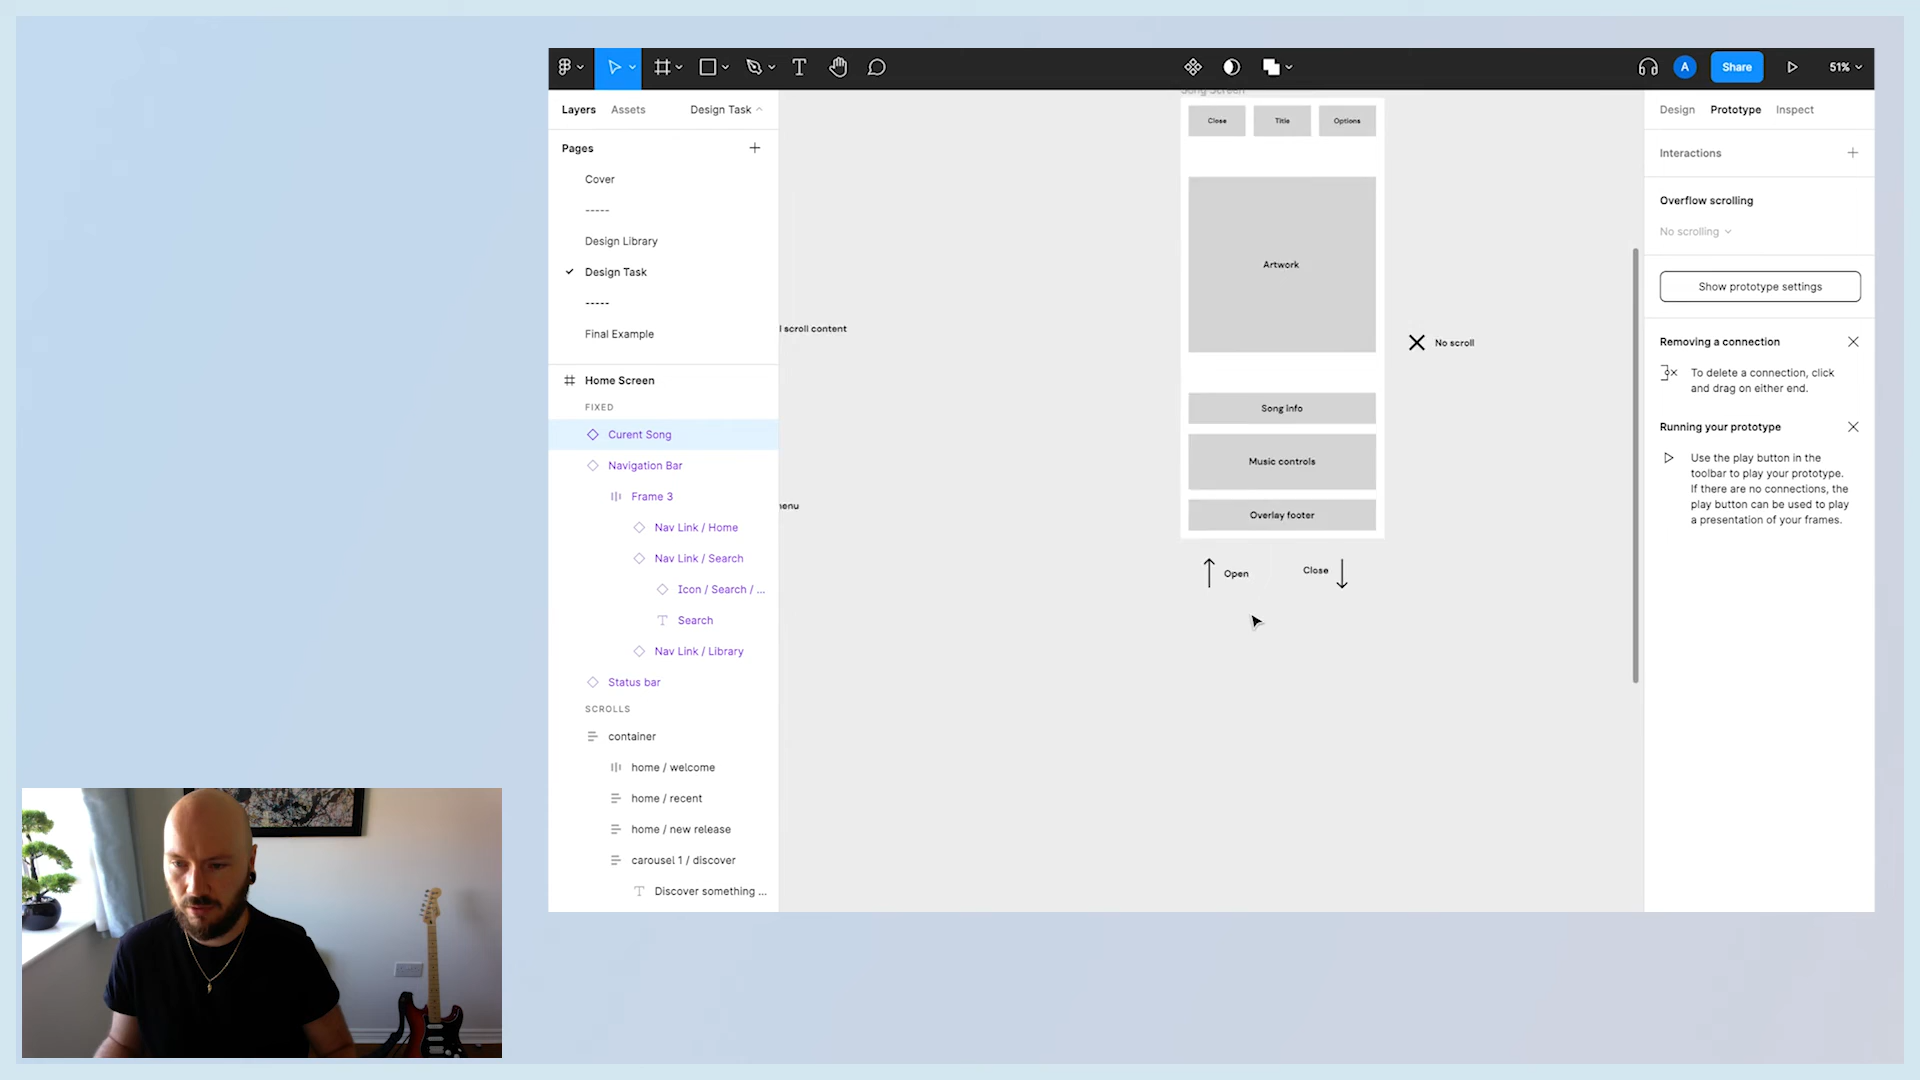 Share
A
51%
Layers
Assets
Design Task
Design
Prototype
Inspect
Pages
Cover
-----
Design Library
Design Task
-----
Final Example
Home Screen
FIXED
Curent Song
Navigation Bar
Frame 3
Nav Link / Home
Nav Link / Search
Icon / Search / ...
Search
Nav Link / Library
Status bar
SCROLLS
container
home / welcome
home / recent
home / new release
carousel 1 / discover
Discover something ...
l scroll content
enu
Song Screen
Close
Title
Options
Artwork
No scroll
Song info
Music controls
Overlay footer
Open
Close
Interactions
Overflow scrolling
No scrolling
Show prototype settings
Removing a connection
To delete a connection, click
and drag on either end.
Running your prototype
Use the play button in the
toolbar to play your prototype.
If there are no connections, the
play button can be used to play
a presentation of your frames.